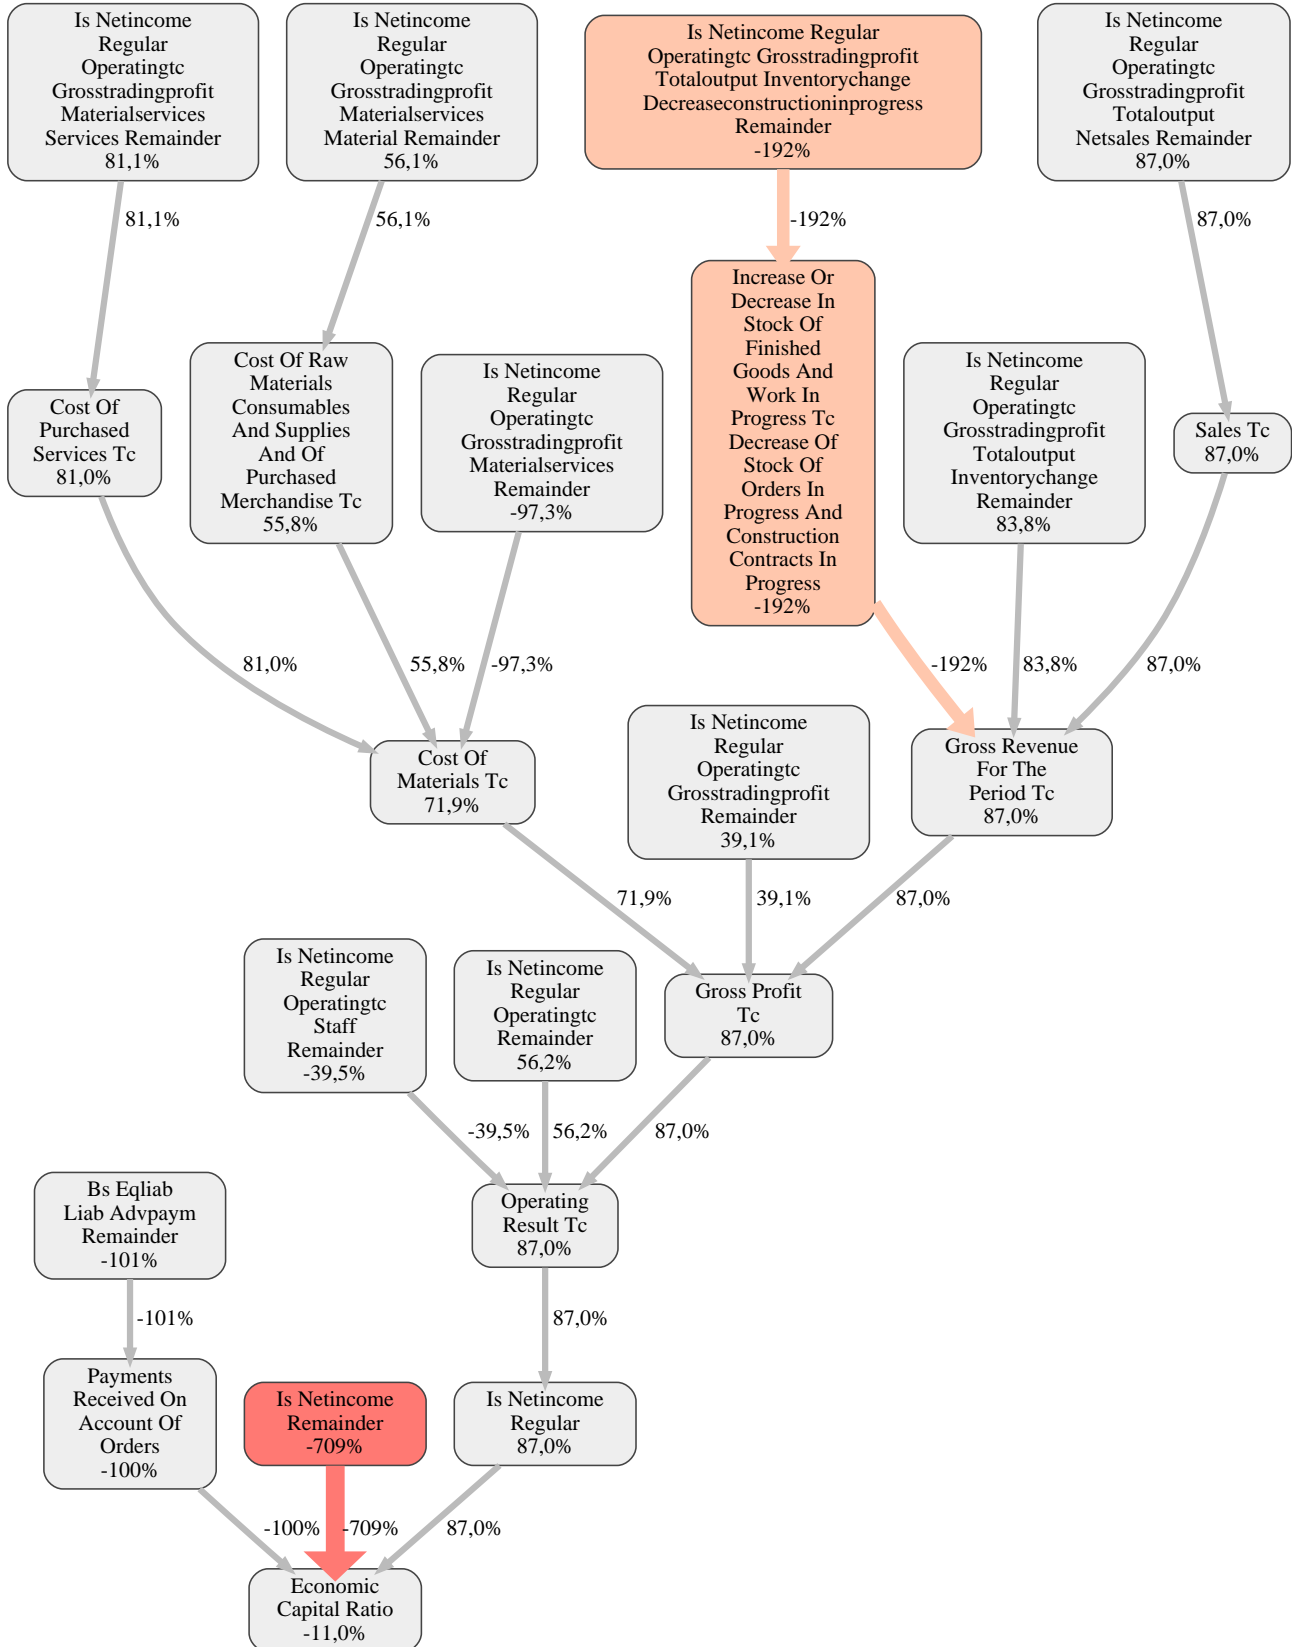 Is Netincome
Regular
Operatingtc
Grosstradingprofit
Materialservices
Services Remainder
81,1%
Is Netincome
Regular
Operatingtc
Grosstradingprofit
Materialservices
Material Remainder
56,1%
Is Netincome Regular
Operatingtc Grosstradingprofit
Totaloutput Inventorychange
Decreaseconstructioninprogress
Remainder
-192%
Is Netincome
Regular
Operatingtc
Grosstradingprofit
Totaloutput
Netsales Remainder
87,0%
81,1%
56,1%
-192%
87,0%
Cost Of
Purchased
Services Tc
81,0%
Cost Of Raw
Materials
Consumables
And Supplies
And Of
Purchased
Merchandise Tc
55,8%
Is Netincome
Regular
Operatingtc
Grosstradingprofit
Materialservices
Remainder
-97,3%
Increase Or
Decrease In
Stock Of
Finished
Goods And
Work In
Progress Tc
Decrease Of
Stock Of
Orders In
Progress And
Construction
Contracts In
Progress
-192%
Is Netincome
Regular
Operatingtc
Grosstradingprofit
Totaloutput
Inventorychange
Remainder
83,8%
Sales Tc
87,0%
81,0%
55,8%
-97,3%
-192%
83,8%
87,0%
Cost Of
Materials Tc
71,9%
Is Netincome
Regular
Operatingtc
Grosstradingprofit
Remainder
39,1%
Gross Revenue
For The
Period Tc
87,0%
71,9%
39,1%
87,0%
Is Netincome
Regular
Operatingtc
Staff
Remainder
-39,5%
Is Netincome
Regular
Operatingtc
Remainder
56,2%
Gross Profit
Tc
87,0%
-39,5%
56,2%
87,0%
Bs Eqliab
Liab Advpaym
Remainder
-101%
Operating
Result Tc
87,0%
-101%
87,0%
Payments
Received On
Account Of
Orders
-100%
Is Netincome
Remainder
-709%
Is Netincome
Regular
87,0%
-100%
-709%
87,0%
Economic
Capital Ratio
-11,0%